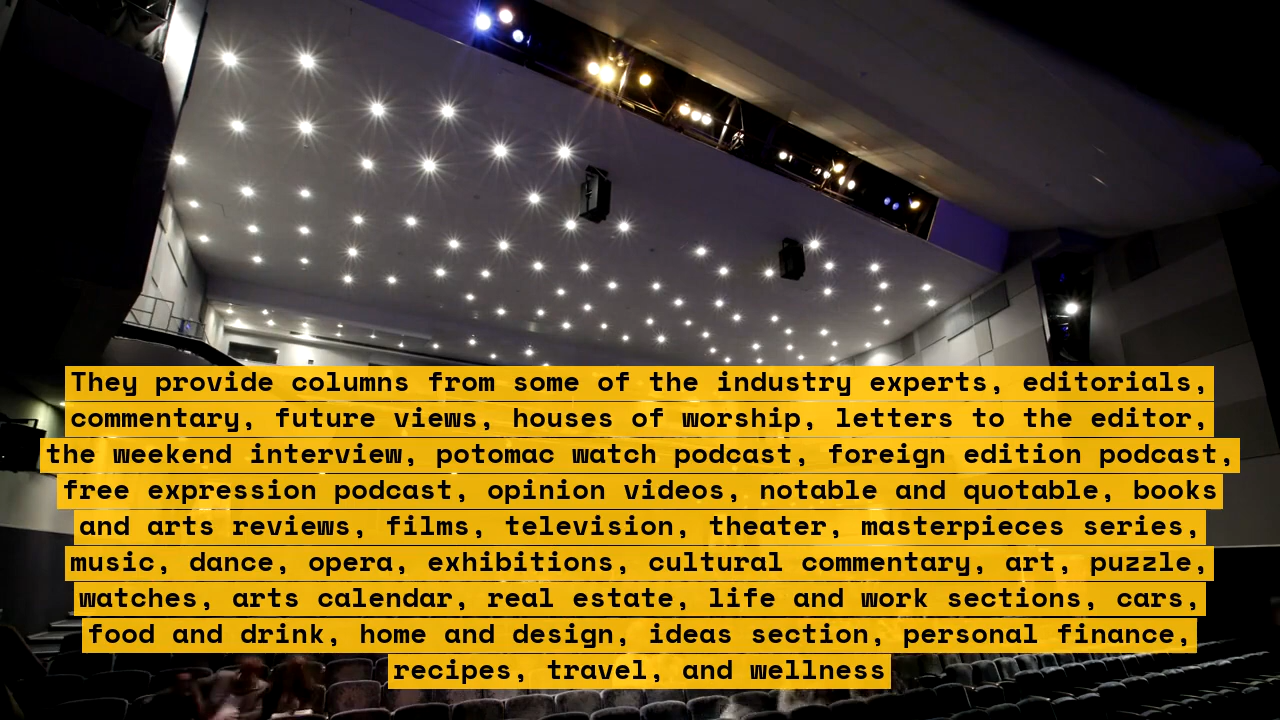 They provide columns from some of the industry experts, editorials,
commentary, future views, houses of worship, letters to the editor,
the weekend interview, potomac watch podcast, foreign edition podcast,
free expression podcast, opinion videos, notable and quotable, books
and arts reviews, films, television, theater, masterpieces series,
music, dance, opera, exhibitions, cultural commentary, art, puzzle,
watches, arts calendar, real estate, life and work sections, cars,
food and drink, home and design, ideas section, personal finance,
recipes, travel, and wellness